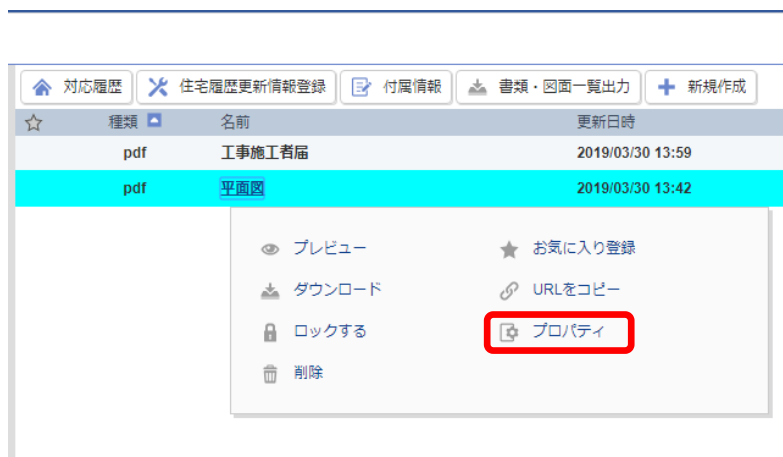 対応履歴 住宅履歴更新情報登録 付属情報 書類・図面一覧出力 新規作成
種類 名前 更新日時
pdf 工事施工者届 2019/03/30 13:59
pdf 平面図 2019/03/30 13:42
プレビュー お気に入り登録
ダウンロード URLをコピー
ロックする プロパティ
削除